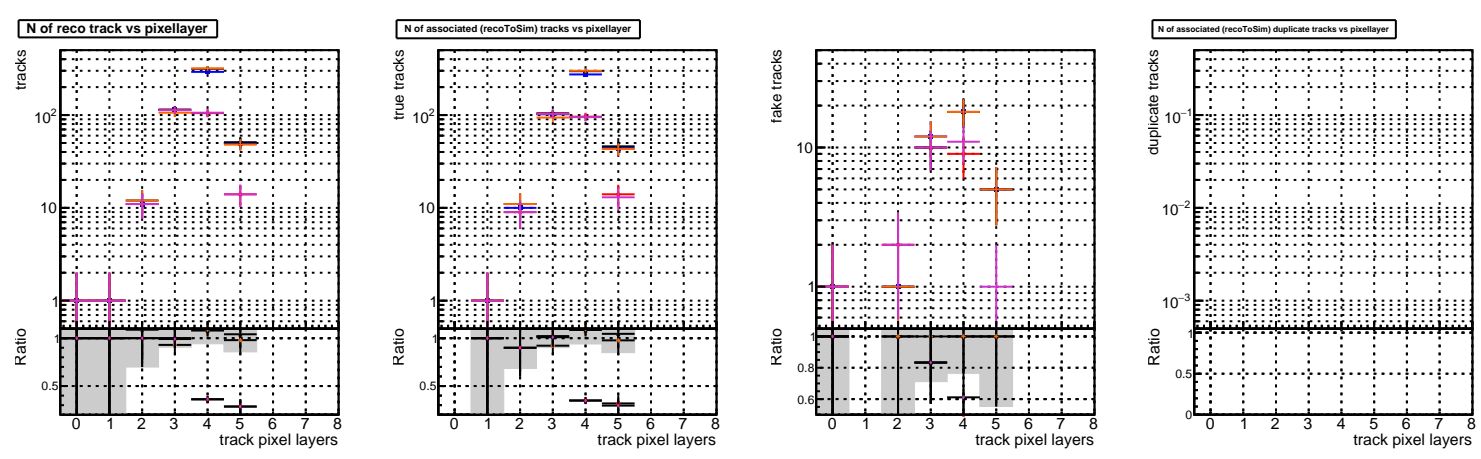 N of reco track vs pixellayer
tracks
10²
10
1
Ratio
1
0.5
0 1 2 3 4 5 6 7 8
track pixel layers
N of associated (recoToSim) tracks vs pixellayer
true tracks
10²
10
1
Ratio
1
0.5
0 1 2 3 4 5 6 7 8
track pixel layers
fake tracks
10
1
Ratio
1
0.8
0.6
0 1 2 3 4 5 6 7 8
track pixel layers
N of associated (recoToSim) duplicate tracks vs pixellayer
duplicate tracks
10⁻¹
10⁻²
10⁻³
Ratio
1
0.5
0
0 1 2 3 4 5 6 7 8
track pixel layers